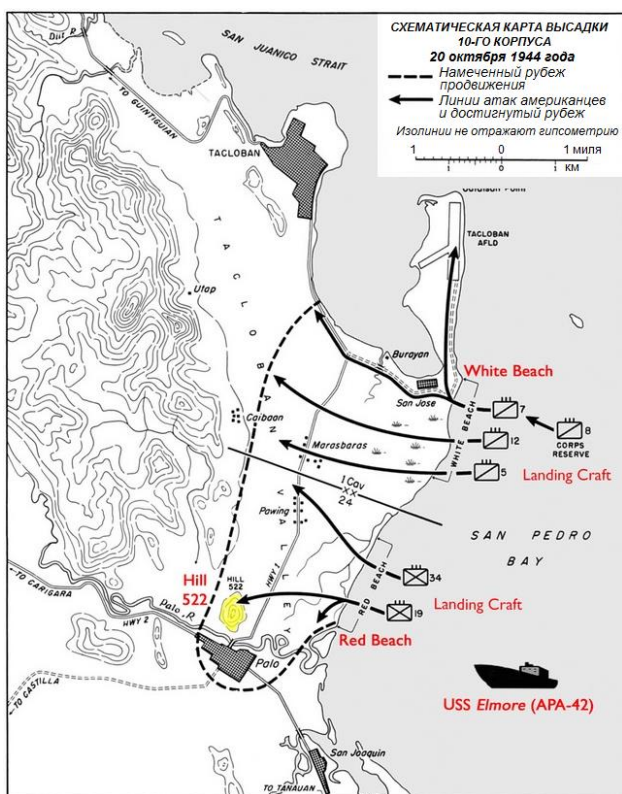 СХЕМАТИЧЕСКАЯ КАРТА ВЫСАДКИ
10-ГО КОРПУСА
20 октября 1944 года
Намеченный рубеж
продвижения
Линии атак американцев
и достигнутый рубеж
Изолинии не отражают гипсометрию
1 1 миля
1 1
КМ
Diit R.
SAN JUANICO STRAIT
TO GUINTIGUIAN
TACLOBAN
Point
TACLOBAN
AFLD
TACLOBAN
Utap
Burayan
White Beach
San Jose
7
8
CORPS
RESERVE
Caibaan
WHITE BEACH
12
Marasbaras
5
Landing Craft
1 Cav
XX
24
SAN PEDRO
BAY
Pawing
VALLEY
HWY 1
RED BEACH
34
Hill
522
HILL
522
Landing Craft
19
TO CARIGARA
HWY 2
Palo R.
Red Beach
Palo
TO CASTILLA
USS Elmore (APA-42)
San Joaquin
TO TANAUAN